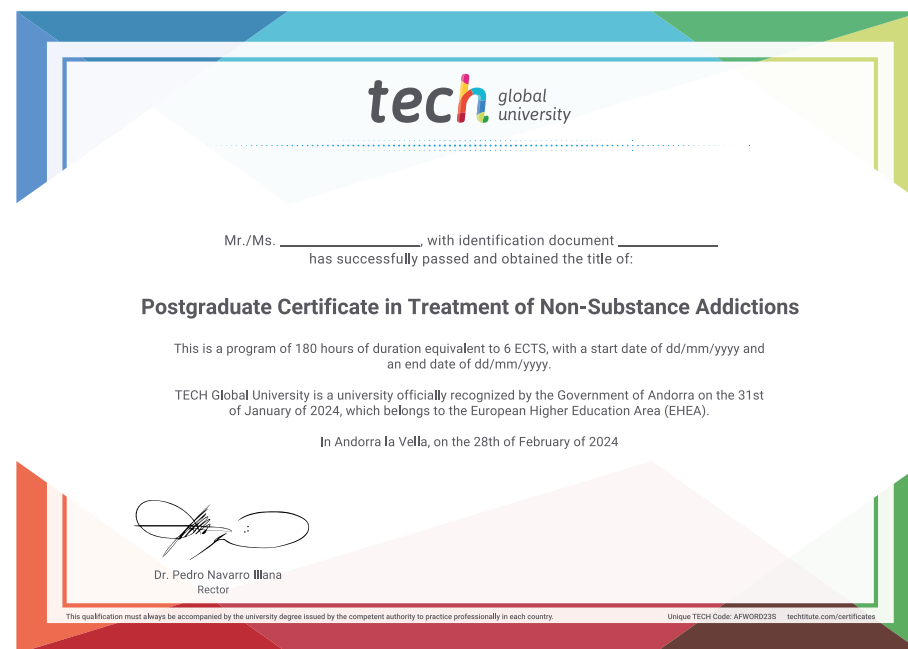 tech global
university
Mr./Ms. ____________, with identification document ____________
has successfully passed and obtained the title of:
Postgraduate Certificate in Treatment of Non-Substance Addictions
This is a program of 180 hours of duration equivalent to 6 ECTS, with a start date of dd/mm/yyyy and
an end date of dd/mm/yyyy.
TECH Global University is a university officially recognized by the Government of Andorra on the 31st
of January of 2024, which belongs to the European Higher Education Area (EHEA).
In Andorra la Vella, on the 28th of February of 2024
Dr. Pedro Navarro Illana
Rector
This qualification must always be accompanied by the university degree issued by the competent authority to practice professionally in each country. Unique TECH Code: AFWORD23S techtitute.com/certificates